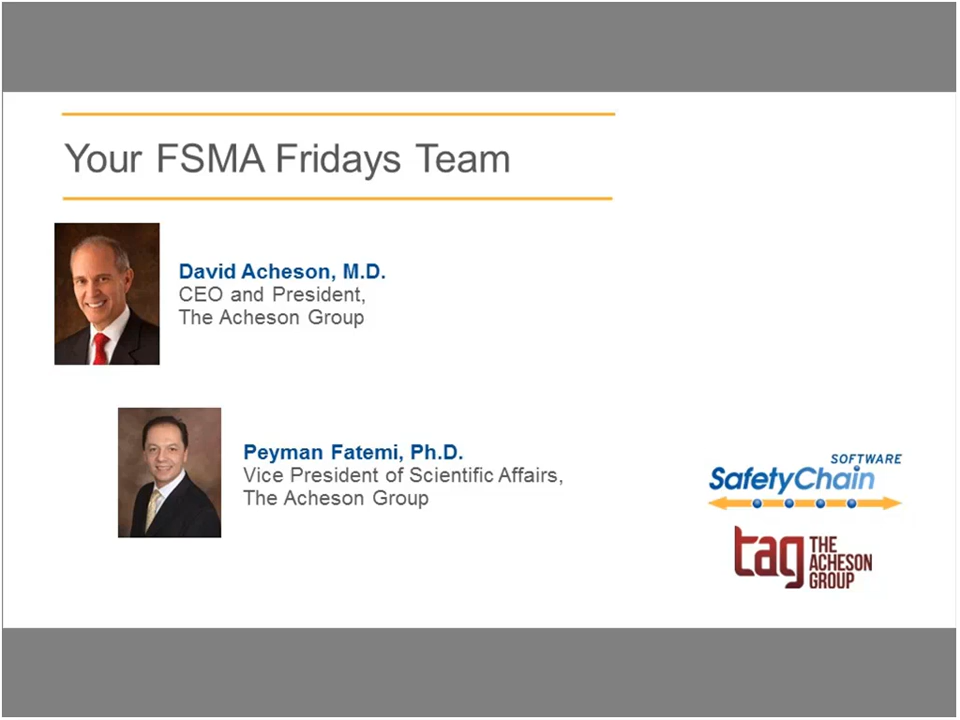 Your FSMA Fridays Team
David Acheson, M.D.
CEO and President,
The Acheson Group
Peyman Fatemi, Ph.D.
Vice President of Scientific Affairs,
The Acheson Group
SOFTWARE
SafetyChain
tag THE
ACHESON
GROUP